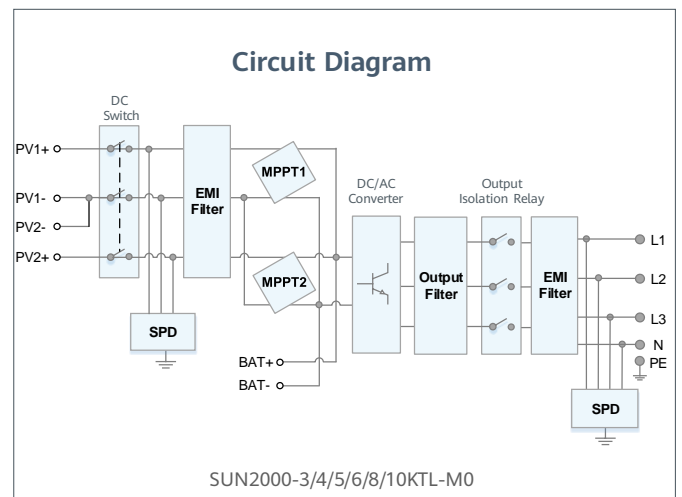 Circuit Diagram
DC
Switch
PV1+
PV1-
PV2-
PV2+
EMI
Filter
MPPT1
MPPT2
SPD
BAT+
BAT-
DC/AC
Converter
Output
Filter
Output
Isolation Relay
EMI
Filter
L1
L2
L3
N
PE
SPD
SUN2000-3/4/5/6/8/10KTL-M0